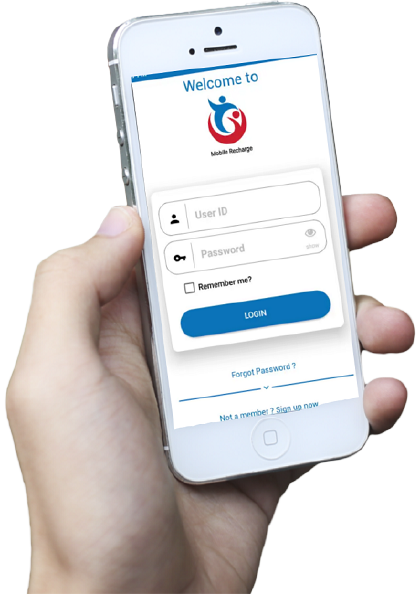 Welcome to
Mobile Recharge
User ID
Password
show
Remember me?
LOGIN
Forgot Password ?
Not a member ? Sign up now